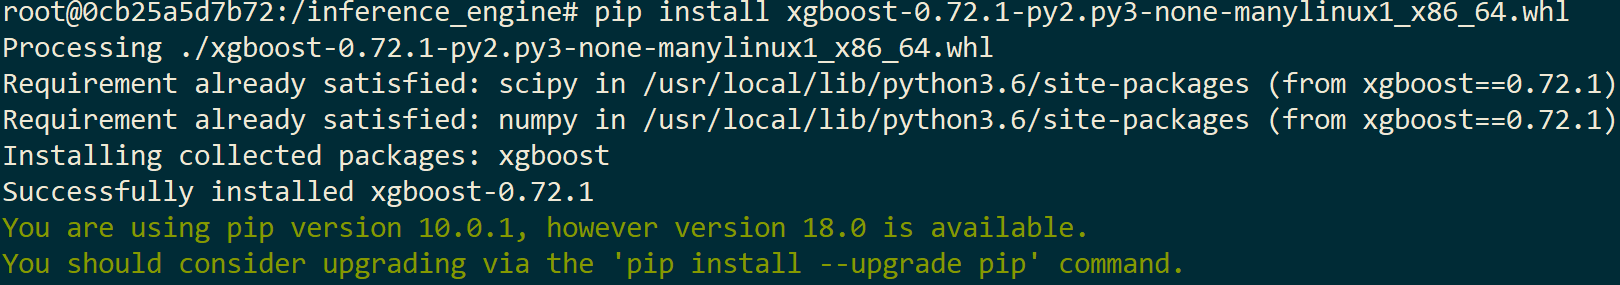 root@0cb25a5d7b72:/inference_engine# pip install xgboost-0.72.1-py2.py3-none-manylinux1_x86_64.whl
Processing ./xgboost-0.72.1-py2.py3-none-manylinux1_x86_64.whl
Requirement already satisfied: scipy in /usr/local/lib/python3.6/site-packages (from xgboost==0.72.1)
Requirement already satisfied: numpy in /usr/local/lib/python3.6/site-packages (from xgboost==0.72.1)
Installing collected packages: xgboost
Successfully installed xgboost-0.72.1
You are using pip version 10.0.1, however version 18.0 is available.
You should consider upgrading via the 'pip install --upgrade pip' command.